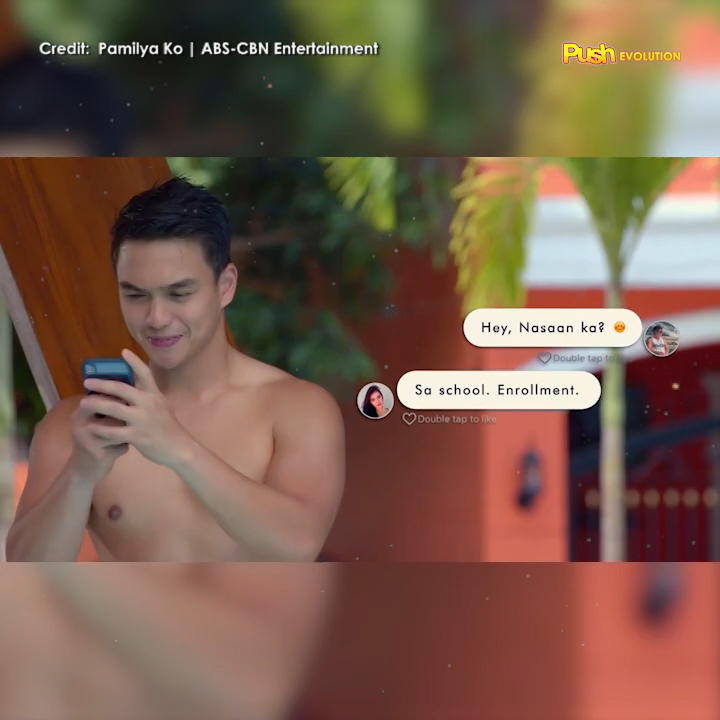 Credit: Pamilya Ko | ABS-CBN Entertainment
Push EVOLUTION
Hey, Nasaan ka? 😊
Double tap to
Sa school. Enrollment.
Double tap to like